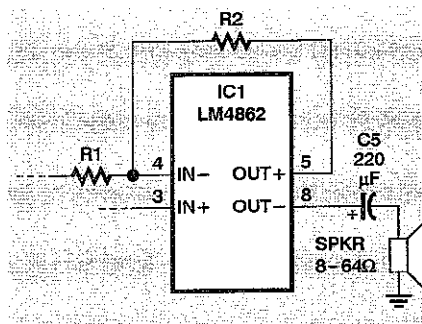 R2
IC1
LM4862
R1
4 IN– OUT+ 5
3 IN+ OUT– 8
C5
220
µF
+
SPKR
8–64Ω